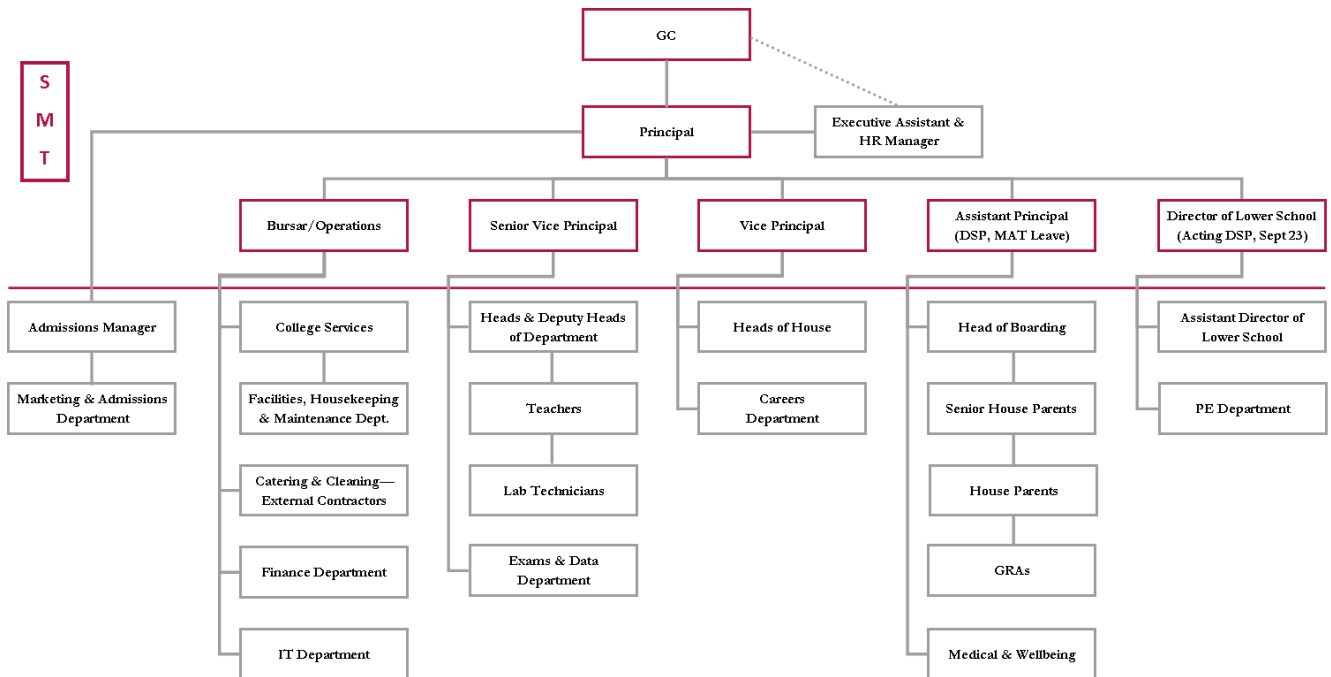 GC
S
M
T
Principal
Executive Assistant &
HR Manager
Bursar/Operations
Senior Vice Principal
Vice Principal
Assistant Principal
(DSP, MAT Leave)
Director of Lower School
(Acting DSP, Sept 23)
Admissions Manager
College Services
Heads & Deputy Heads
of Department
Heads of House
Head of Boarding
Assistant Director of
Lower School
Marketing & Admissions
Department
Facilities, Housekeeping
& Maintenance Dept.
Teachers
Careers
Department
Senior House Parents
PE Department
Catering & Cleaning—
External Contractors
Lab Technicians
House Parents
Finance Department
Exams & Data
Department
GRAs
IT Department
Medical & Wellbeing